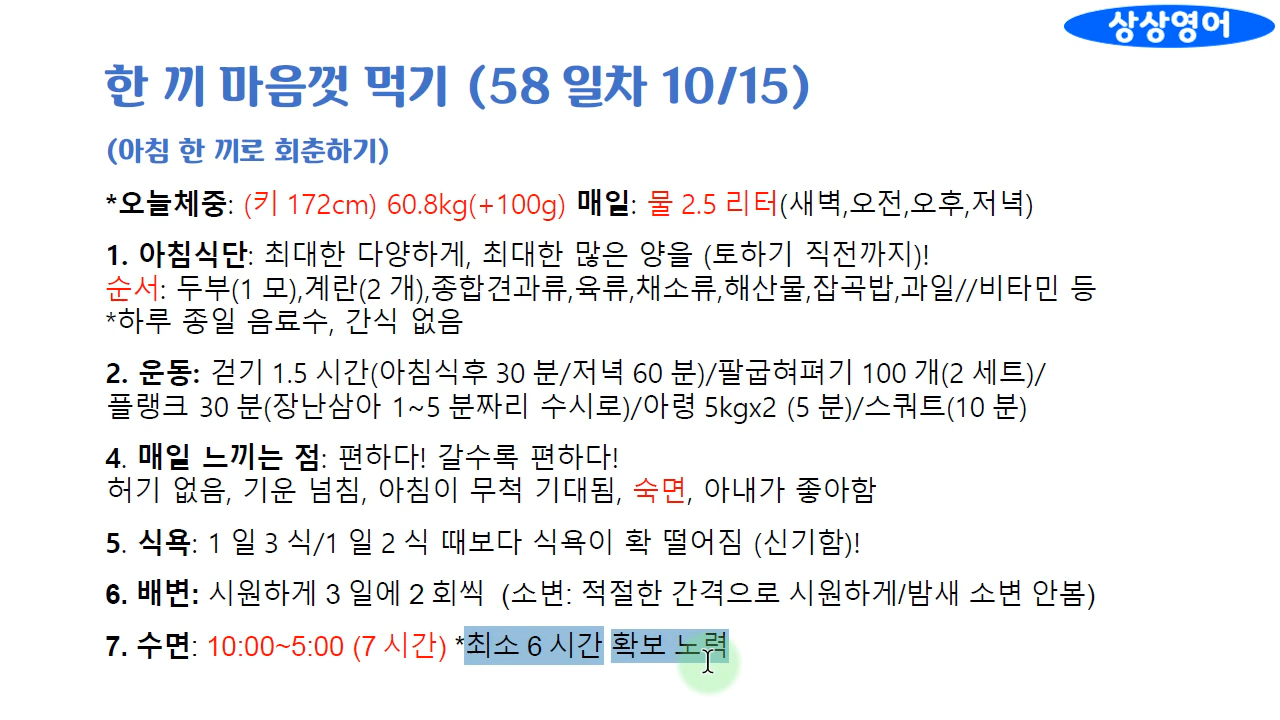 상상영어
한 끼 마음껏 먹기 (58 일차 10/15)
(아침 한 끼로 회춘하기)
*오늘체중: (키 172cm) 60.8kg(+100g) 매일: 물 2.5 리터(새벽,오전,오후,저녁)
1. 아침식단: 최대한 다양하게, 최대한 많은 양을 (토하기 직전까지)!
순서: 두부(1 모),계란(2 개),종합견과류,육류,채소류,해산물,잡곡밥,과일//비타민 등
*하루 종일 음료수, 간식 없음
2. 운동: 걷기 1.5 시간(아침식후 30 분/저녁 60 분)/팔굽혀펴기 100 개(2 세트)/
플랭크 30 분(장난삼아 1~5 분짜리 수시로)/아령 5kgx2 (5 분)/스쿼트(10 분)
4. 매일 느끼는 점: 편하다! 갈수록 편하다!
허기 없음, 기운 넘침, 아침이 무척 기대됨, 숙면, 아내가 좋아함
5. 식욕: 1 일 3 식/1 일 2 식 때보다 식욕이 확 떨어짐 (신기함)!
6. 배변: 시원하게 3 일에 2 회씩 (소변: 적절한 간격으로 시원하게/밤새 소변 안봄)
7. 수면: 10:00~5:00 (7 시간) *최소 6 시간 확보 노력